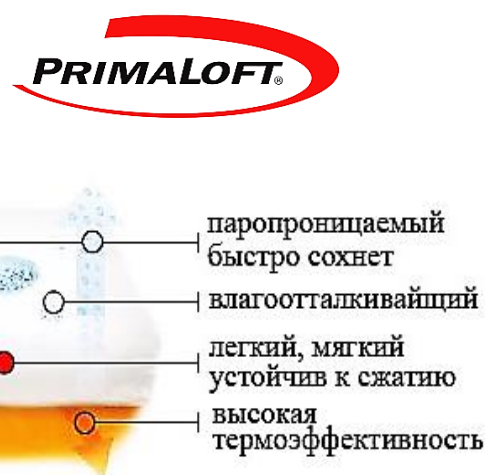 PRIMALOFT®
паропроницаемый
быстро сохнет
влагоотталкивайщий
легкий, мягкий
устойчив к сжатию
высокая
термоэффективность